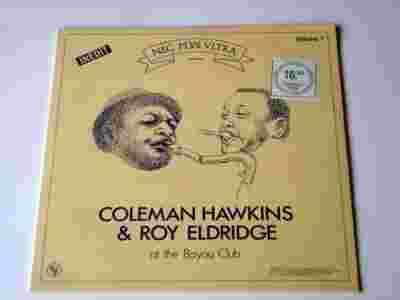 Volume 1
INEDIT
NEC PLUS ULTRA
COLEMAN HAWKINS
& ROY ELDRIDGE
at the Bayou Club